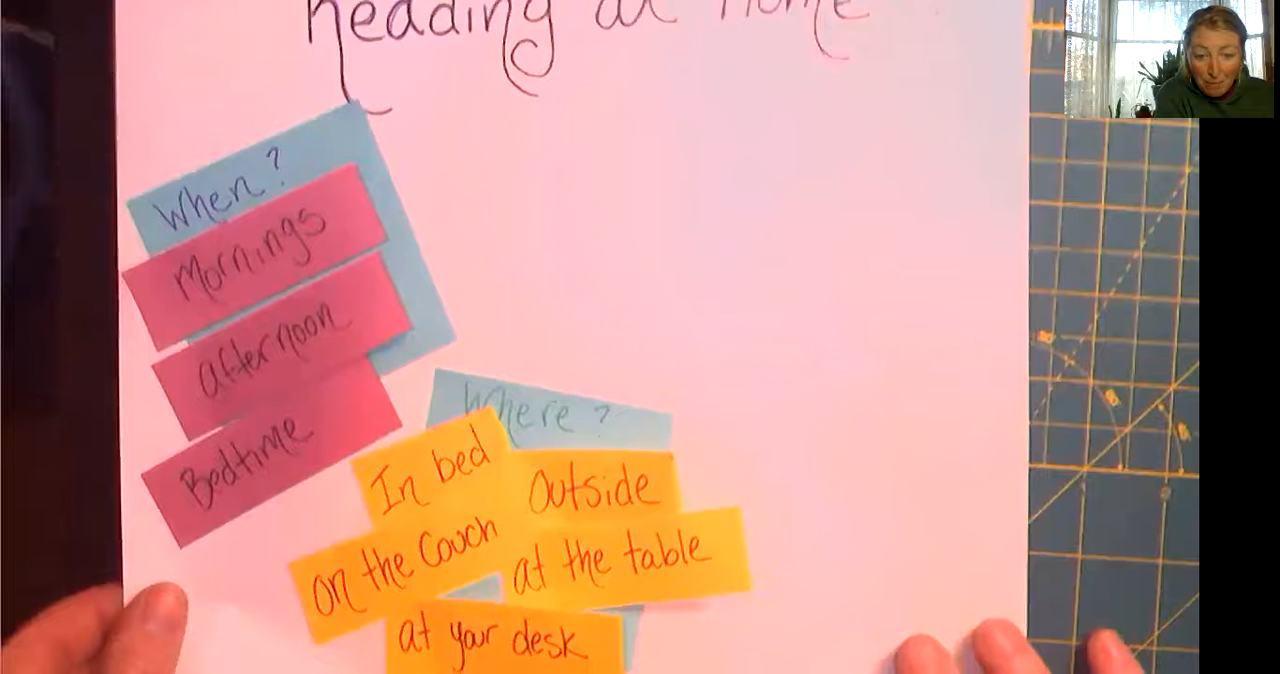 Reading at Home
When?
Mornings
afternoon
Bedtime
Where?
In bed
Outside
on the Couch
at the table
at your desk